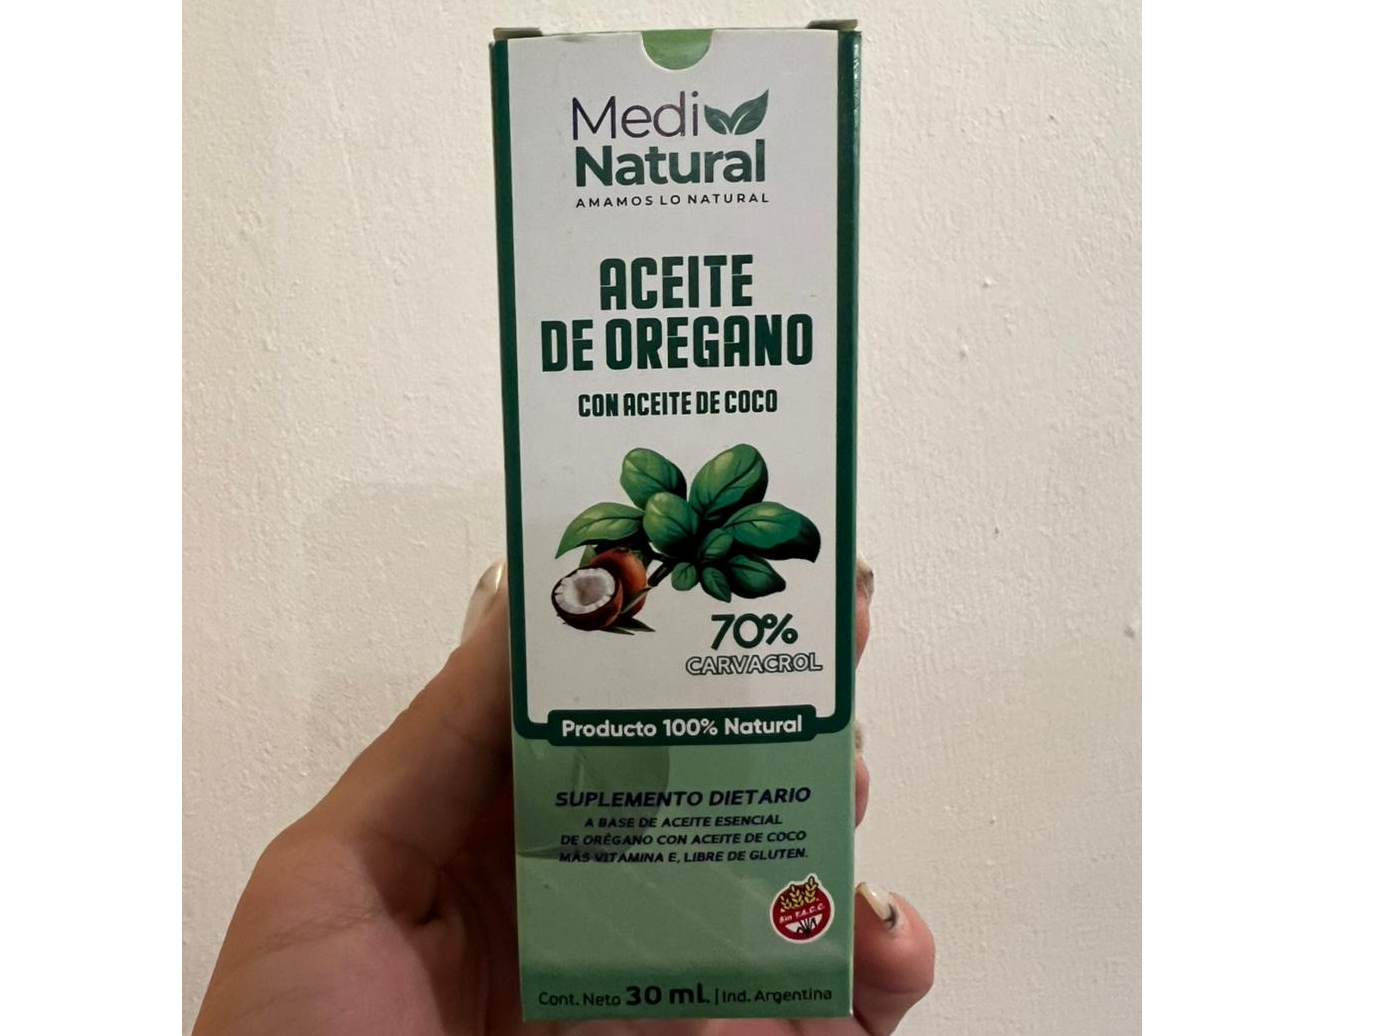 Medi
Natural
AMAMOS LO NATURAL
ACEITE
DE OREGANO
CON ACEITE DE COCO
70%
CARVACROL
Producto 100% Natural
SUPLEMENTO DIETARIO
A BASE DE ACEITE ESENCIAL
DE ORÉGANO CON ACEITE DE COCO
MÁS VITAMINA E, LIBRE DE GLUTEN.
Sin T.A.C.C.
Cont. Neto 30 ml. | Ind. Argentina